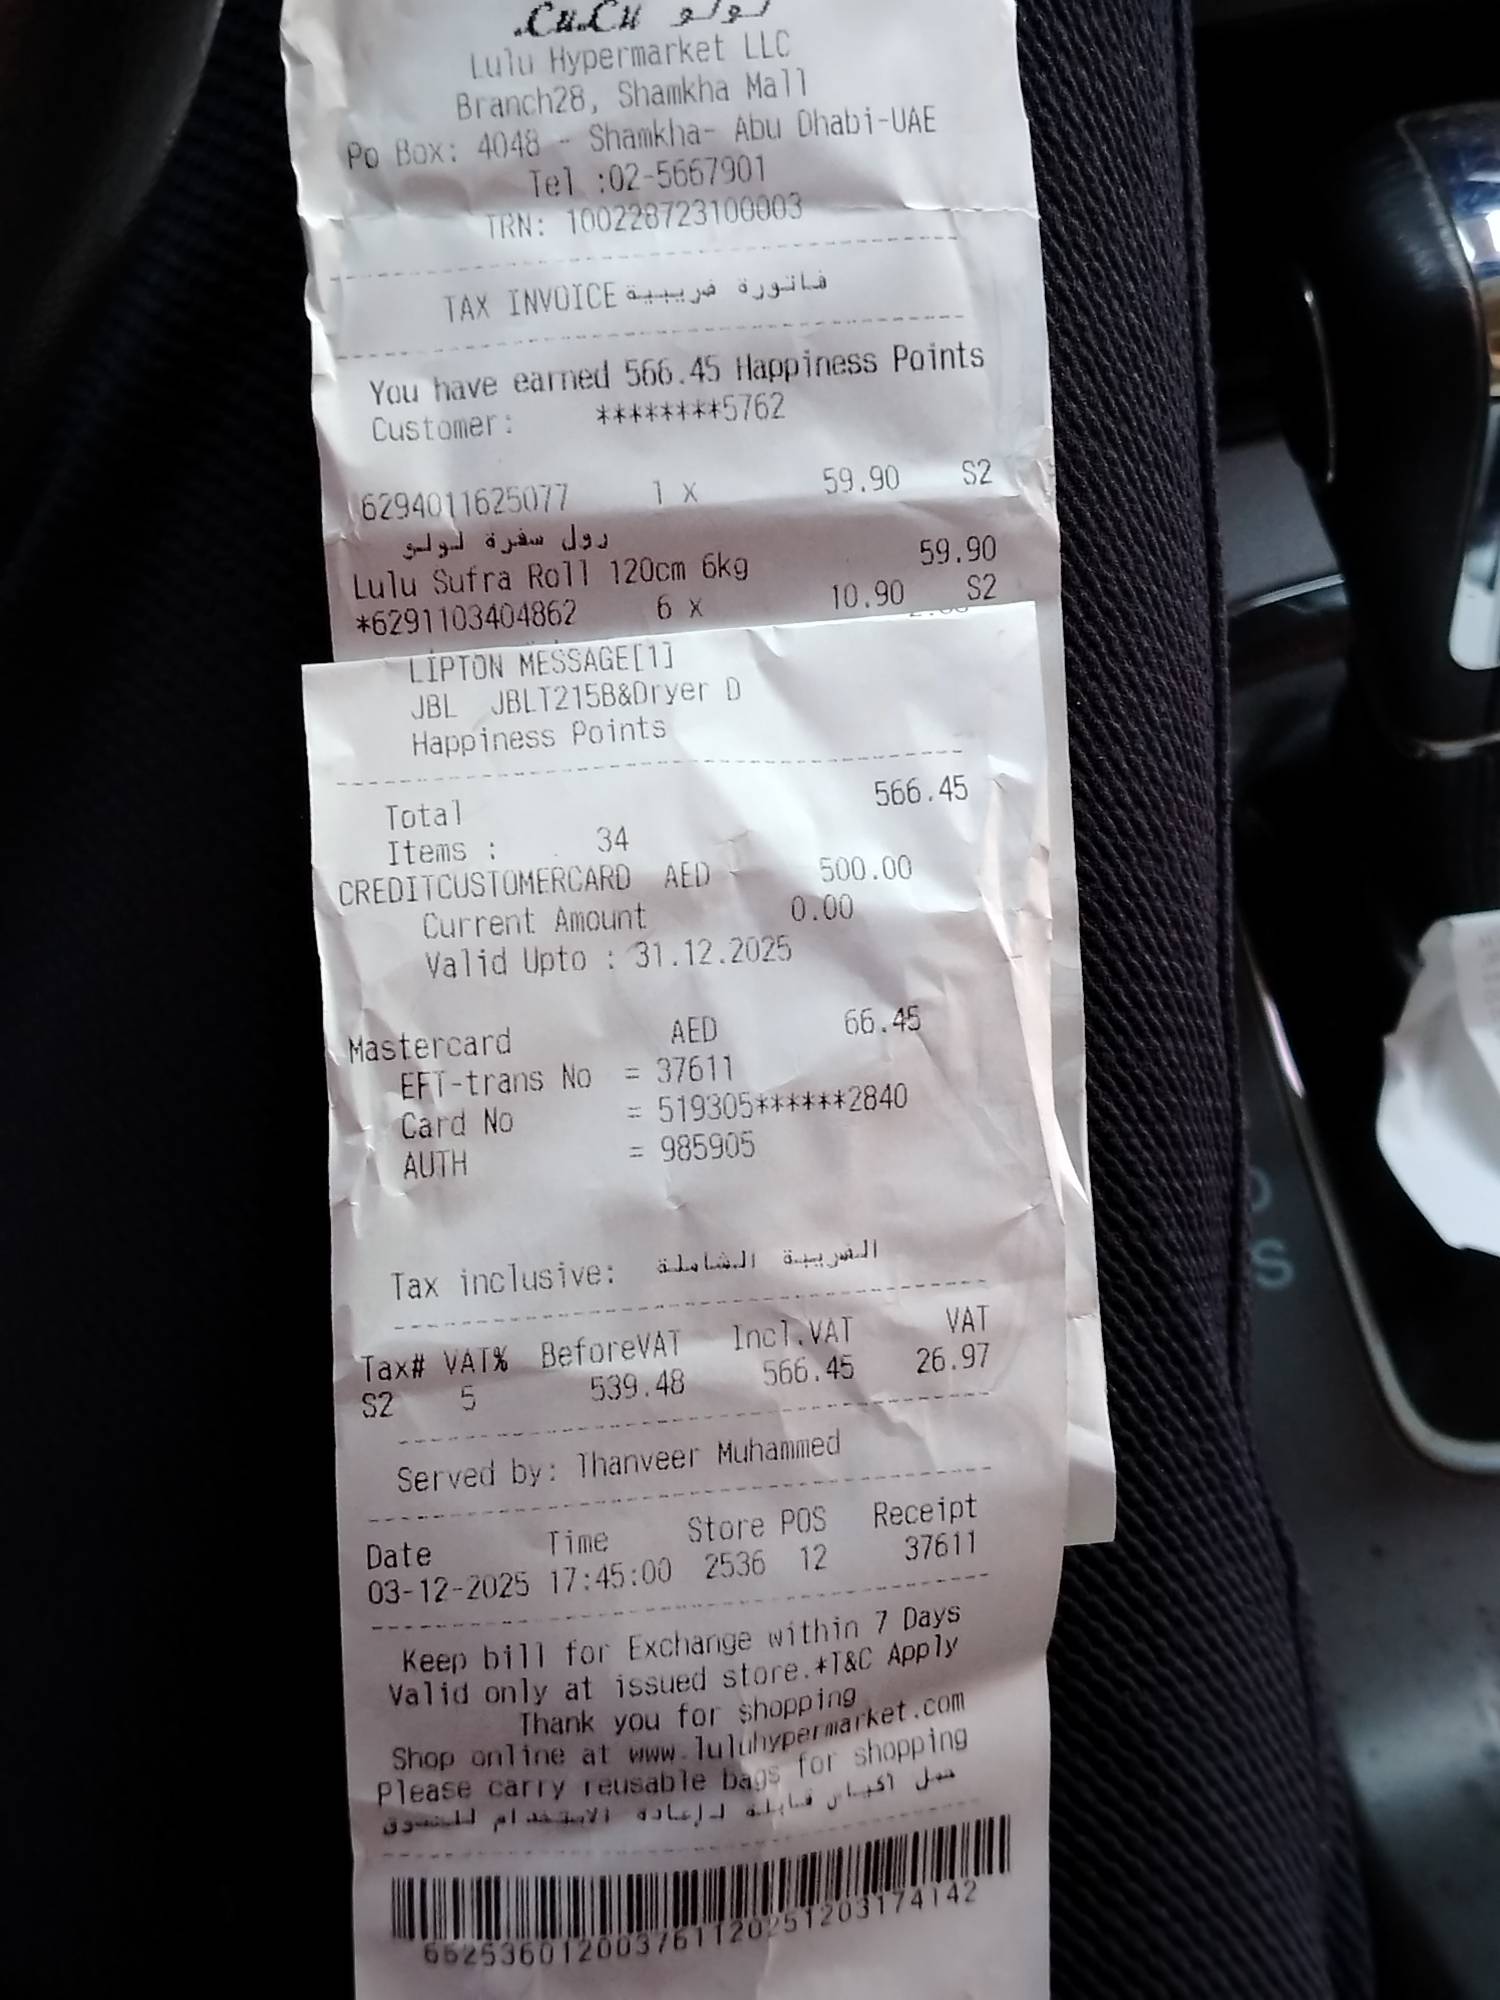 LuLu لولو
Lulu Hypermarket LLC
Branch28, Shamkha Mall
Po Box: 4048 - Shamkha- Abu Dhabi-UAE
Tel :02-5667901
TRN: 100228723100003
TAX INVOICE فاتورة ضريبية
You have earned 566.45 Happiness Points
Customer: ********5762
6294011625077 1 x 59.90 S2
رول سفرة لولو
Lulu Sufra Roll 120cm 6kg 59.90
*6291103404862 6 x 10.90 S2
LIPTON MESSAGE[1]
JBL JBLT215B&Dryer D
Happiness Points
Total 566.45
Items : 34
CREDITCUSTOMERCARD AED 500.00
Current Amount 0.00
Valid Upto : 31.12.2025
Mastercard AED 66.45
EFT-trans No = 37611
Card No = 519305******2840
AUTH = 985905
Tax inclusive: الضريبة الشاملة
Tax# VAT% BeforeVAT Incl.VAT VAT
S2 5 539.48 566.45 26.97
Served by: Thanveer Muhammed
Date Time Store POS Receipt
03-12-2025 17:45:00 2536 12 37611
Keep bill for Exchange within 7 Days
Valid only at issued store.*T&C Apply
Thank you for shopping
Shop online at www.luluhypermarket.com
Please carry reusable bags for shopping
حمل أكياس قابلة لإعادة الاستخدام للتسوق
662536012003761120251203174142